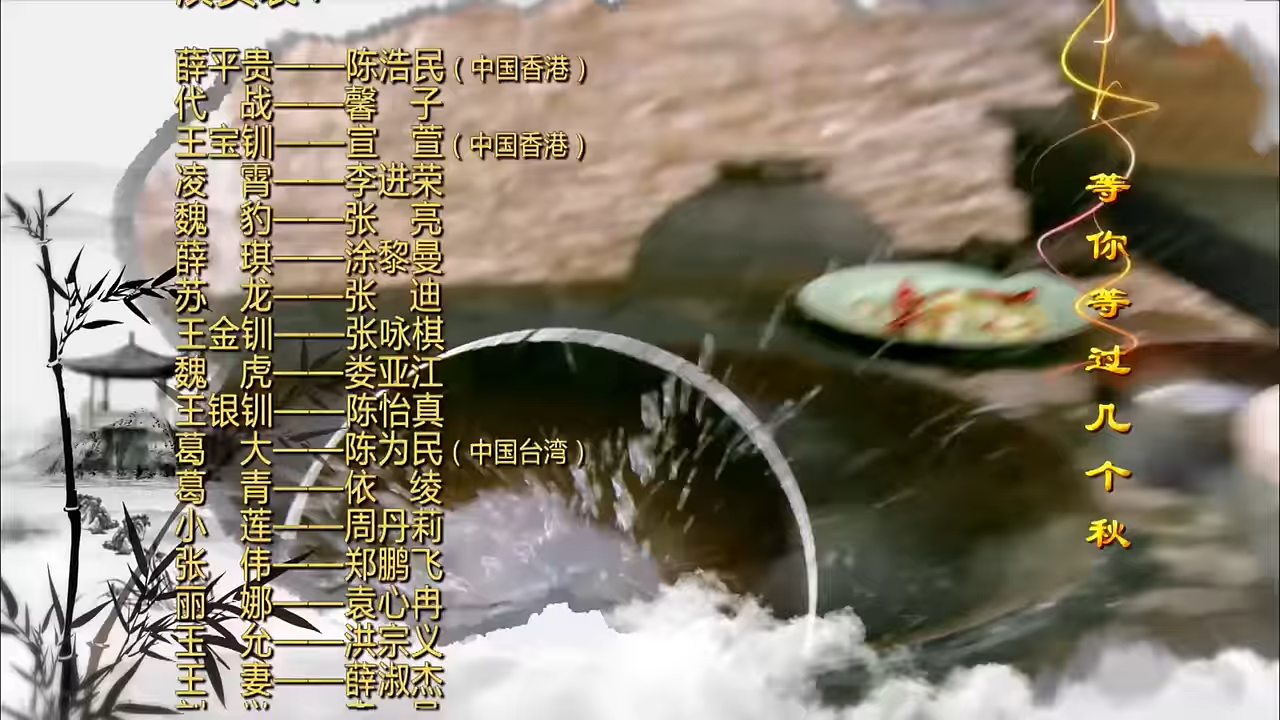 演员表：
薛平贵——陈浩民（中国香港）
代　战——馨　子
王宝钏——宣　萱（中国香港）
凌　霄——李进荣
魏　豹——张　亮
薛　琪——涂黎曼
苏　龙——张　迪
王金钏——张咏棋
魏　虎——娄亚江
王银钏——陈怡真
葛　大——陈为民（中国台湾）
葛　青——依　绫
小　莲——周丹莉
张　伟——郑鹏飞
丽　娜——袁心冉
王　允——洪宗义
王　妻——薛淑杰
等你等过几个秋